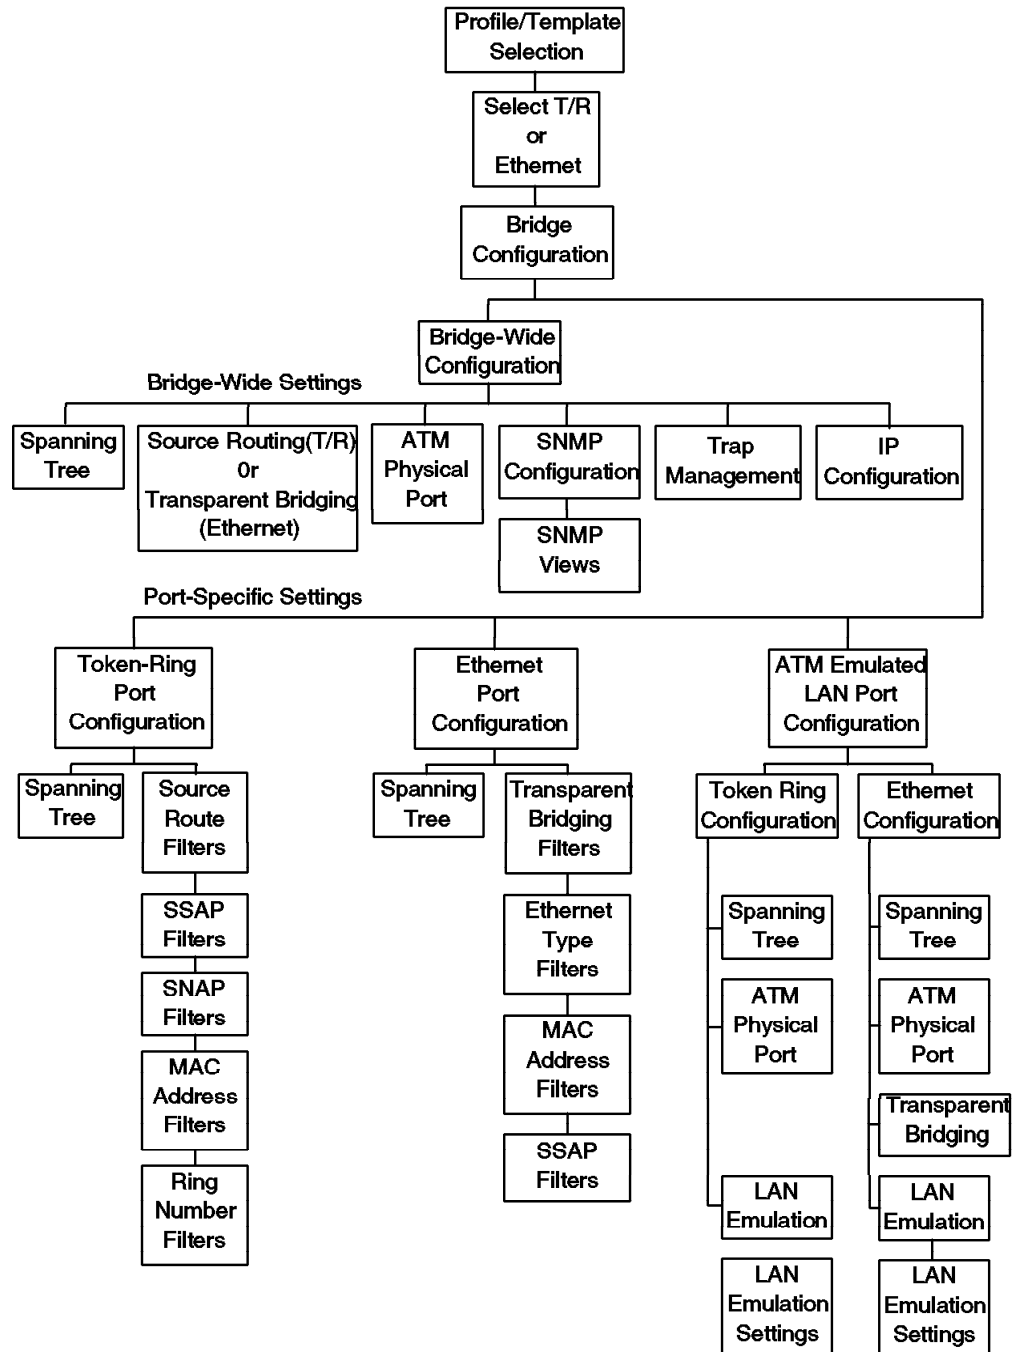 Profile/Template
Selection
Select T/R
or
Ethernet
Bridge
Configuration
Bridge-Wide
Configuration
Bridge-Wide Settings
Spanning
Tree
Source Routing(T/R)
0r
Transparent Bridging
(Ethernet)
ATM
Physical
Port
SNMP
Configuration
SNMP
Views
Trap
Management
IP
Configuration
Port-Specific Settings
Token-Ring
Port
Configuration
Spanning
Tree
Source
Route
Filters
SSAP
Filters
SNAP
Filters
MAC
Address
Filters
Ring
Number
Filters
Ethernet
Port
Configuration
Spanning
Tree
Transparent
Bridging
Filters
Ethernet
Type
Filters
MAC
Address
Filters
SSAP
Filters
ATM Emulated
LAN Port
Configuration
Token Ring
Configuration
Spanning
Tree
ATM
Physical
Port
LAN
Emulation
LAN
Emulation
Settings
Ethernet
Configuration
Spanning
Tree
ATM
Physical
Port
Transparent
Bridging
LAN
Emulation
LAN
Emulation
Settings